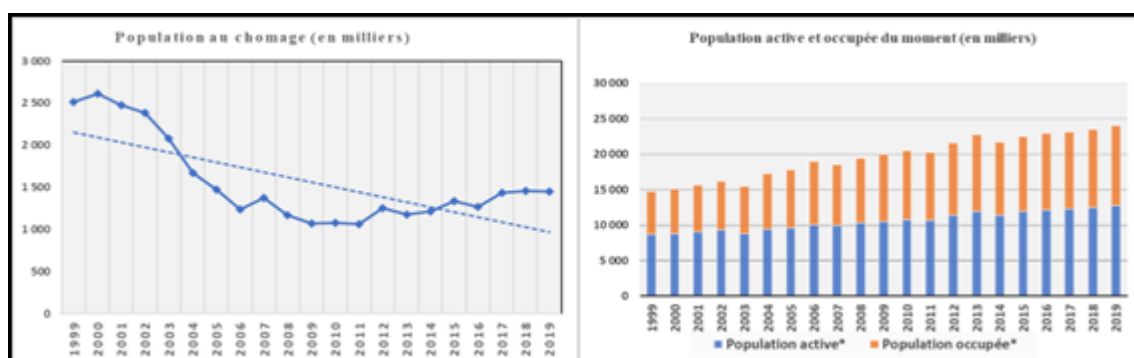 Population au chomage (en milliers)
3 000
2 500
2 000
1 500
1 000
500
0
1999 2000 2001 2002 2003 2004 2005 2006 2007 2008 2009 2010 2011 2012 2013 2014 2015 2016 2017 2018 2019
Population active et occupée du moment (en milliers)
30 000
25 000
20 000
15 000
10 000
5 000
0
1999 2000 2001 2002 2003 2004 2005 2006 2007 2008 2009 2010 2011 2012 2013 2014 2015 2016 2017 2018 2019
Population active* Population occupée*